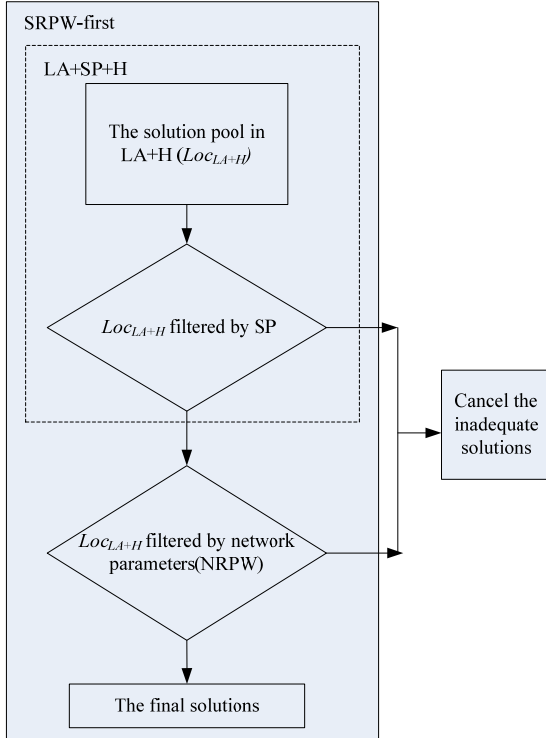 SRPW-first
LA+SP+H
The solution pool in
LA+H (LocLA+H)
LocLA+H filtered by SP
Cancel the
inadequate
solutions
LocLA+H filtered by network
parameters(NRPW)
The final solutions